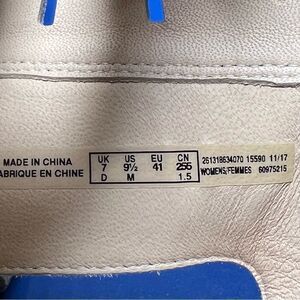 MADE IN CHINA
FABRIQUE EN CHINE
UK US EU CN
7 9½ 41 255
D M 1.5
261318634070 15590 11/17
WOMENS/FEMMES 60975215